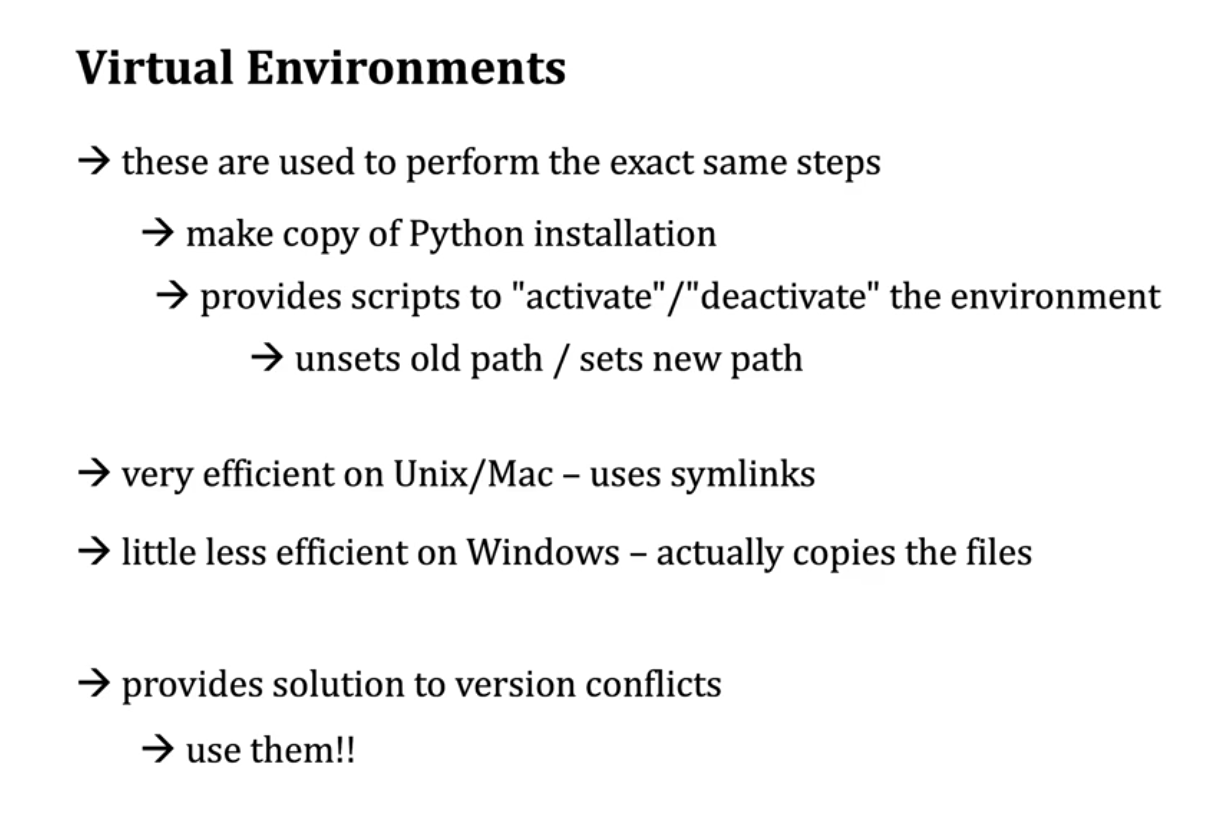 Virtual Environments
→ these are used to perform the exact same steps
→ make copy of Python installation
→ provides scripts to "activate"/"deactivate" the environment
→ unsets old path / sets new path
→ very efficient on Unix/Mac – uses symlinks
→ little less efficient on Windows – actually copies the files
→ provides solution to version conflicts
→ use them!!